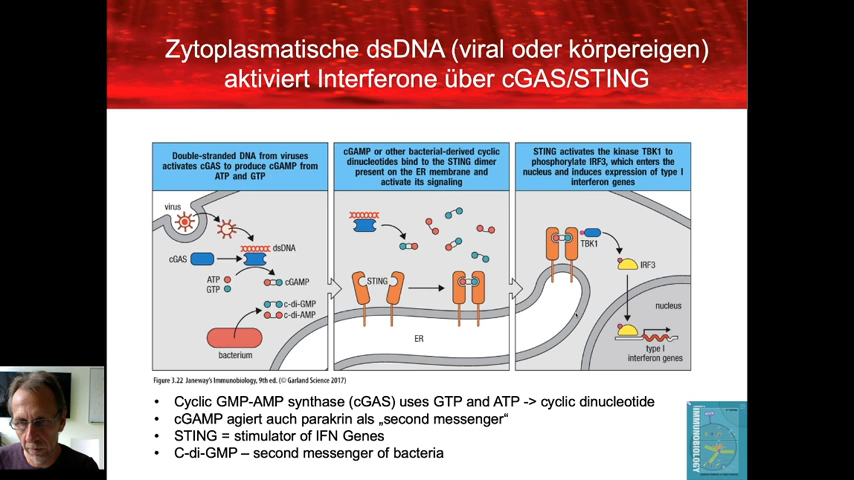 Zytoplasmatische dsDNA (viral oder körpereigen)
aktiviert Interferone über cGAS/STING
Double-stranded DNA from viruses
activates cGAS to produce cGAMP from
ATP and GTP
virus
dsDNA
cGAS
ATP
GTP
cGAMP
c-di-GMP
c-di-AMP
bacterium
cGAMP or other bacterial-derived cyclic
dinucleotides bind to the STING dimer
present on the ER membrane and
activate its signaling
STING
ER
STING activates the kinase TBK1 to
phosphorylate IRF3, which enters the
nucleus and induces expression of type I
interferon genes
TBK1
IRF3
nucleus
type I
interferon genes
Figure 3.22 Janeway's Immunobiology, 9th ed. (© Garland Science 2017)
• Cyclic GMP-AMP synthase (cGAS) uses GTP and ATP -> cyclic dinucleotide
• cGAMP agiert auch parakrin als „second messenger“
• STING = stimulator of IFN Genes
• C-di-GMP – second messenger of bacteria
IMMUNOBIOLOGY